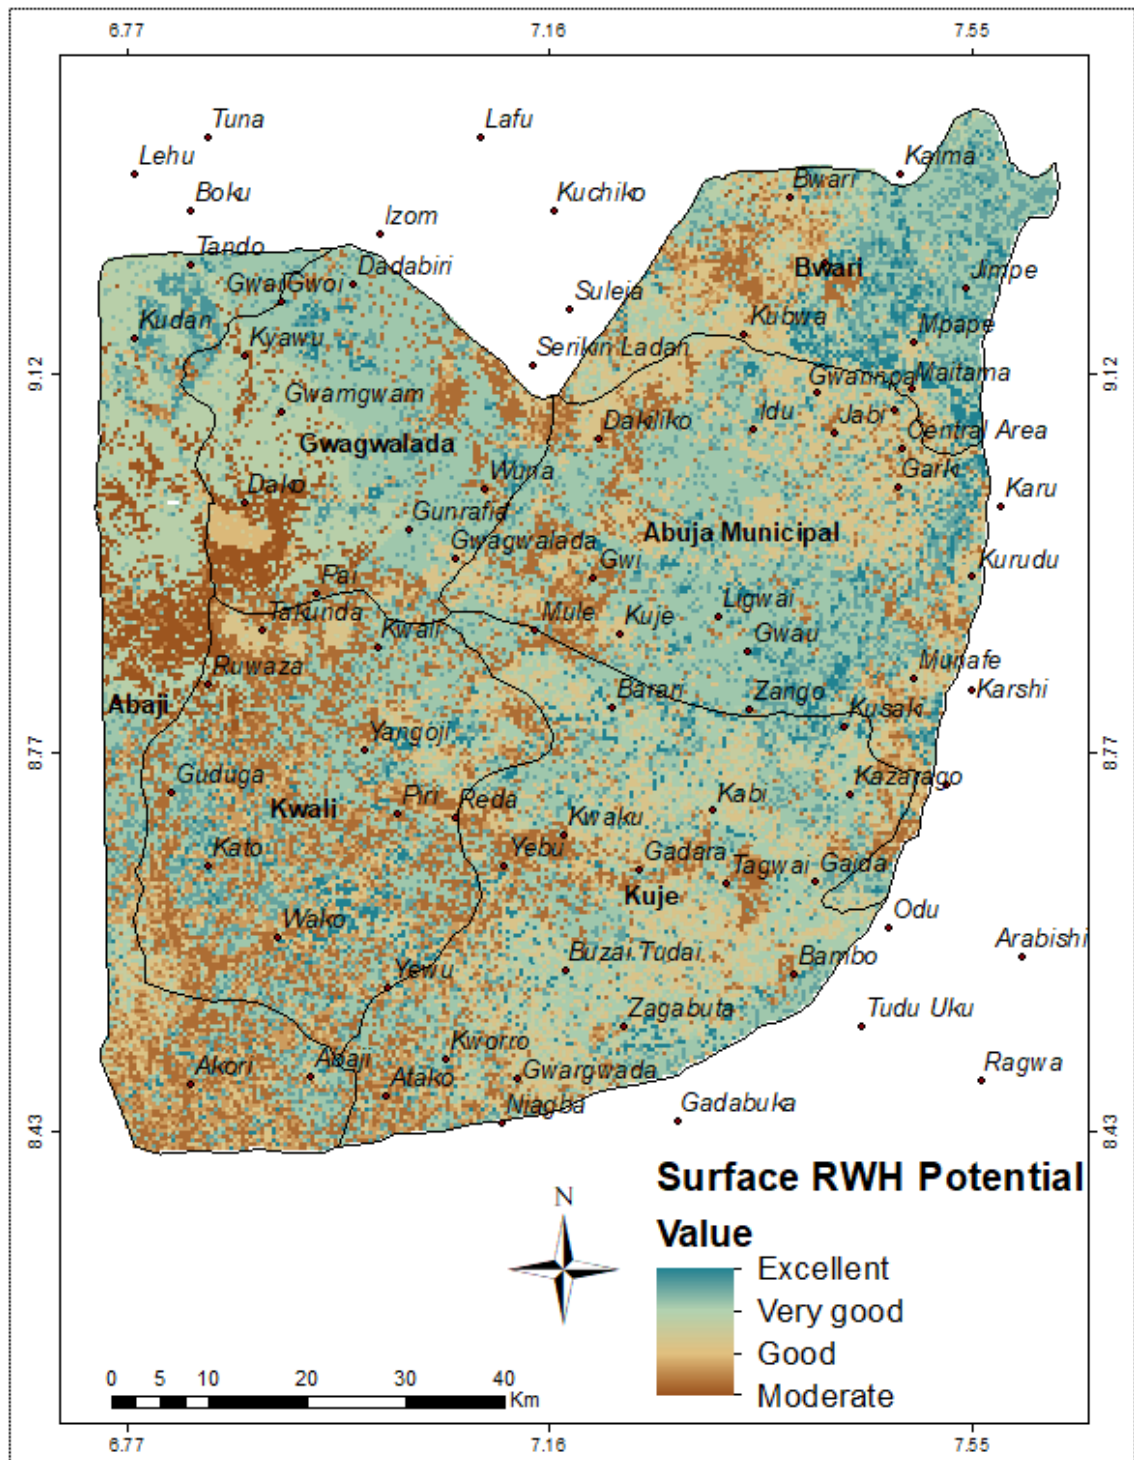 6.77 7.16 7.55
Tuna
Lafu
Lehu
Kaima
Boku
Kuchiko
Bwari
Izom
Tando
Dadabiri
Bwari
Jimpe
Gwai Gwoi
Suleja
Kudan
Kubwa
Mpape
Kyawu
Serikin Ladan
9.12 9.12
Gwarinpa
Maitama
Gwamgwam
Idu
Jabi
Dakiliko
Central Area
Gwagwalada
Wuna
Garki
Dako
Karu
Gunrafia
Abuja Municipal
Gwagwalada
Gwi
Kurudu
Pai
Ligwai
Takunda
Mule
Kuje
Kwali
Gwau
Munafe
Ruwaza
Barari
Zango
Karshi
Abaji
Kusaki
Yangoji
8.77 8.77
Guduga
Kazarago
Kwali
Piri
Reda
Kabi
Kwaku
Kato
Yebu
Gadara
Tagwai
Gaida
Kuje
Wako
Odu
Arabishi
Buzai Tudai
Bambo
Yewu
Zagabuta
Tudu Uku
Kworro
Akori
Abaji
Atako
Gwargwada
Ragwa
Niagba
Gadabuka
8.43 8.43
Surface RWH Potential
N
Value
Excellent
Very good
Good
Moderate
0 5 10 20 30 40
Km
6.77 7.16 7.55